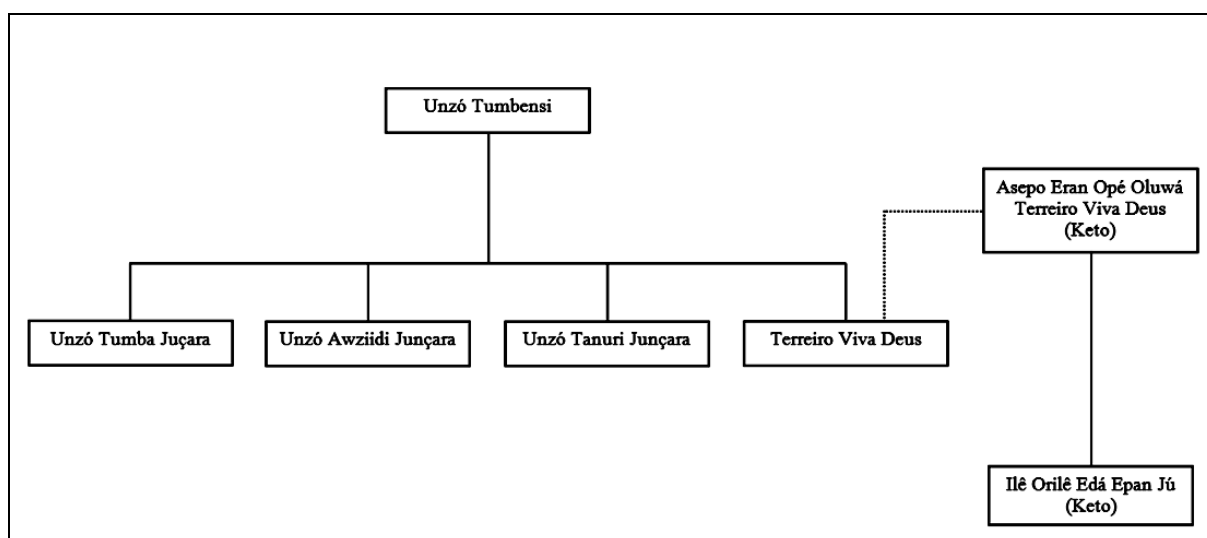 Unzó Tumbensi
Asepo Eran Opé Oluwá
Terreiro Viva Deus
(Keto)
Unzó Tumba Juçara
Unzó Awziidi Junçara
Unzó Tanuri Junçara
Terreiro Viva Deus
Ilê Orilê Edá Epan Jú
(Keto)